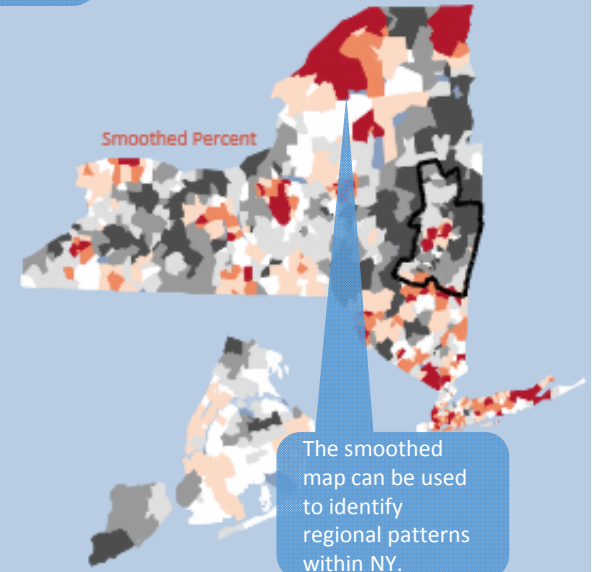 Smoothed Percent
The smoothed
map can be used
to identify
regional patterns
within NY.